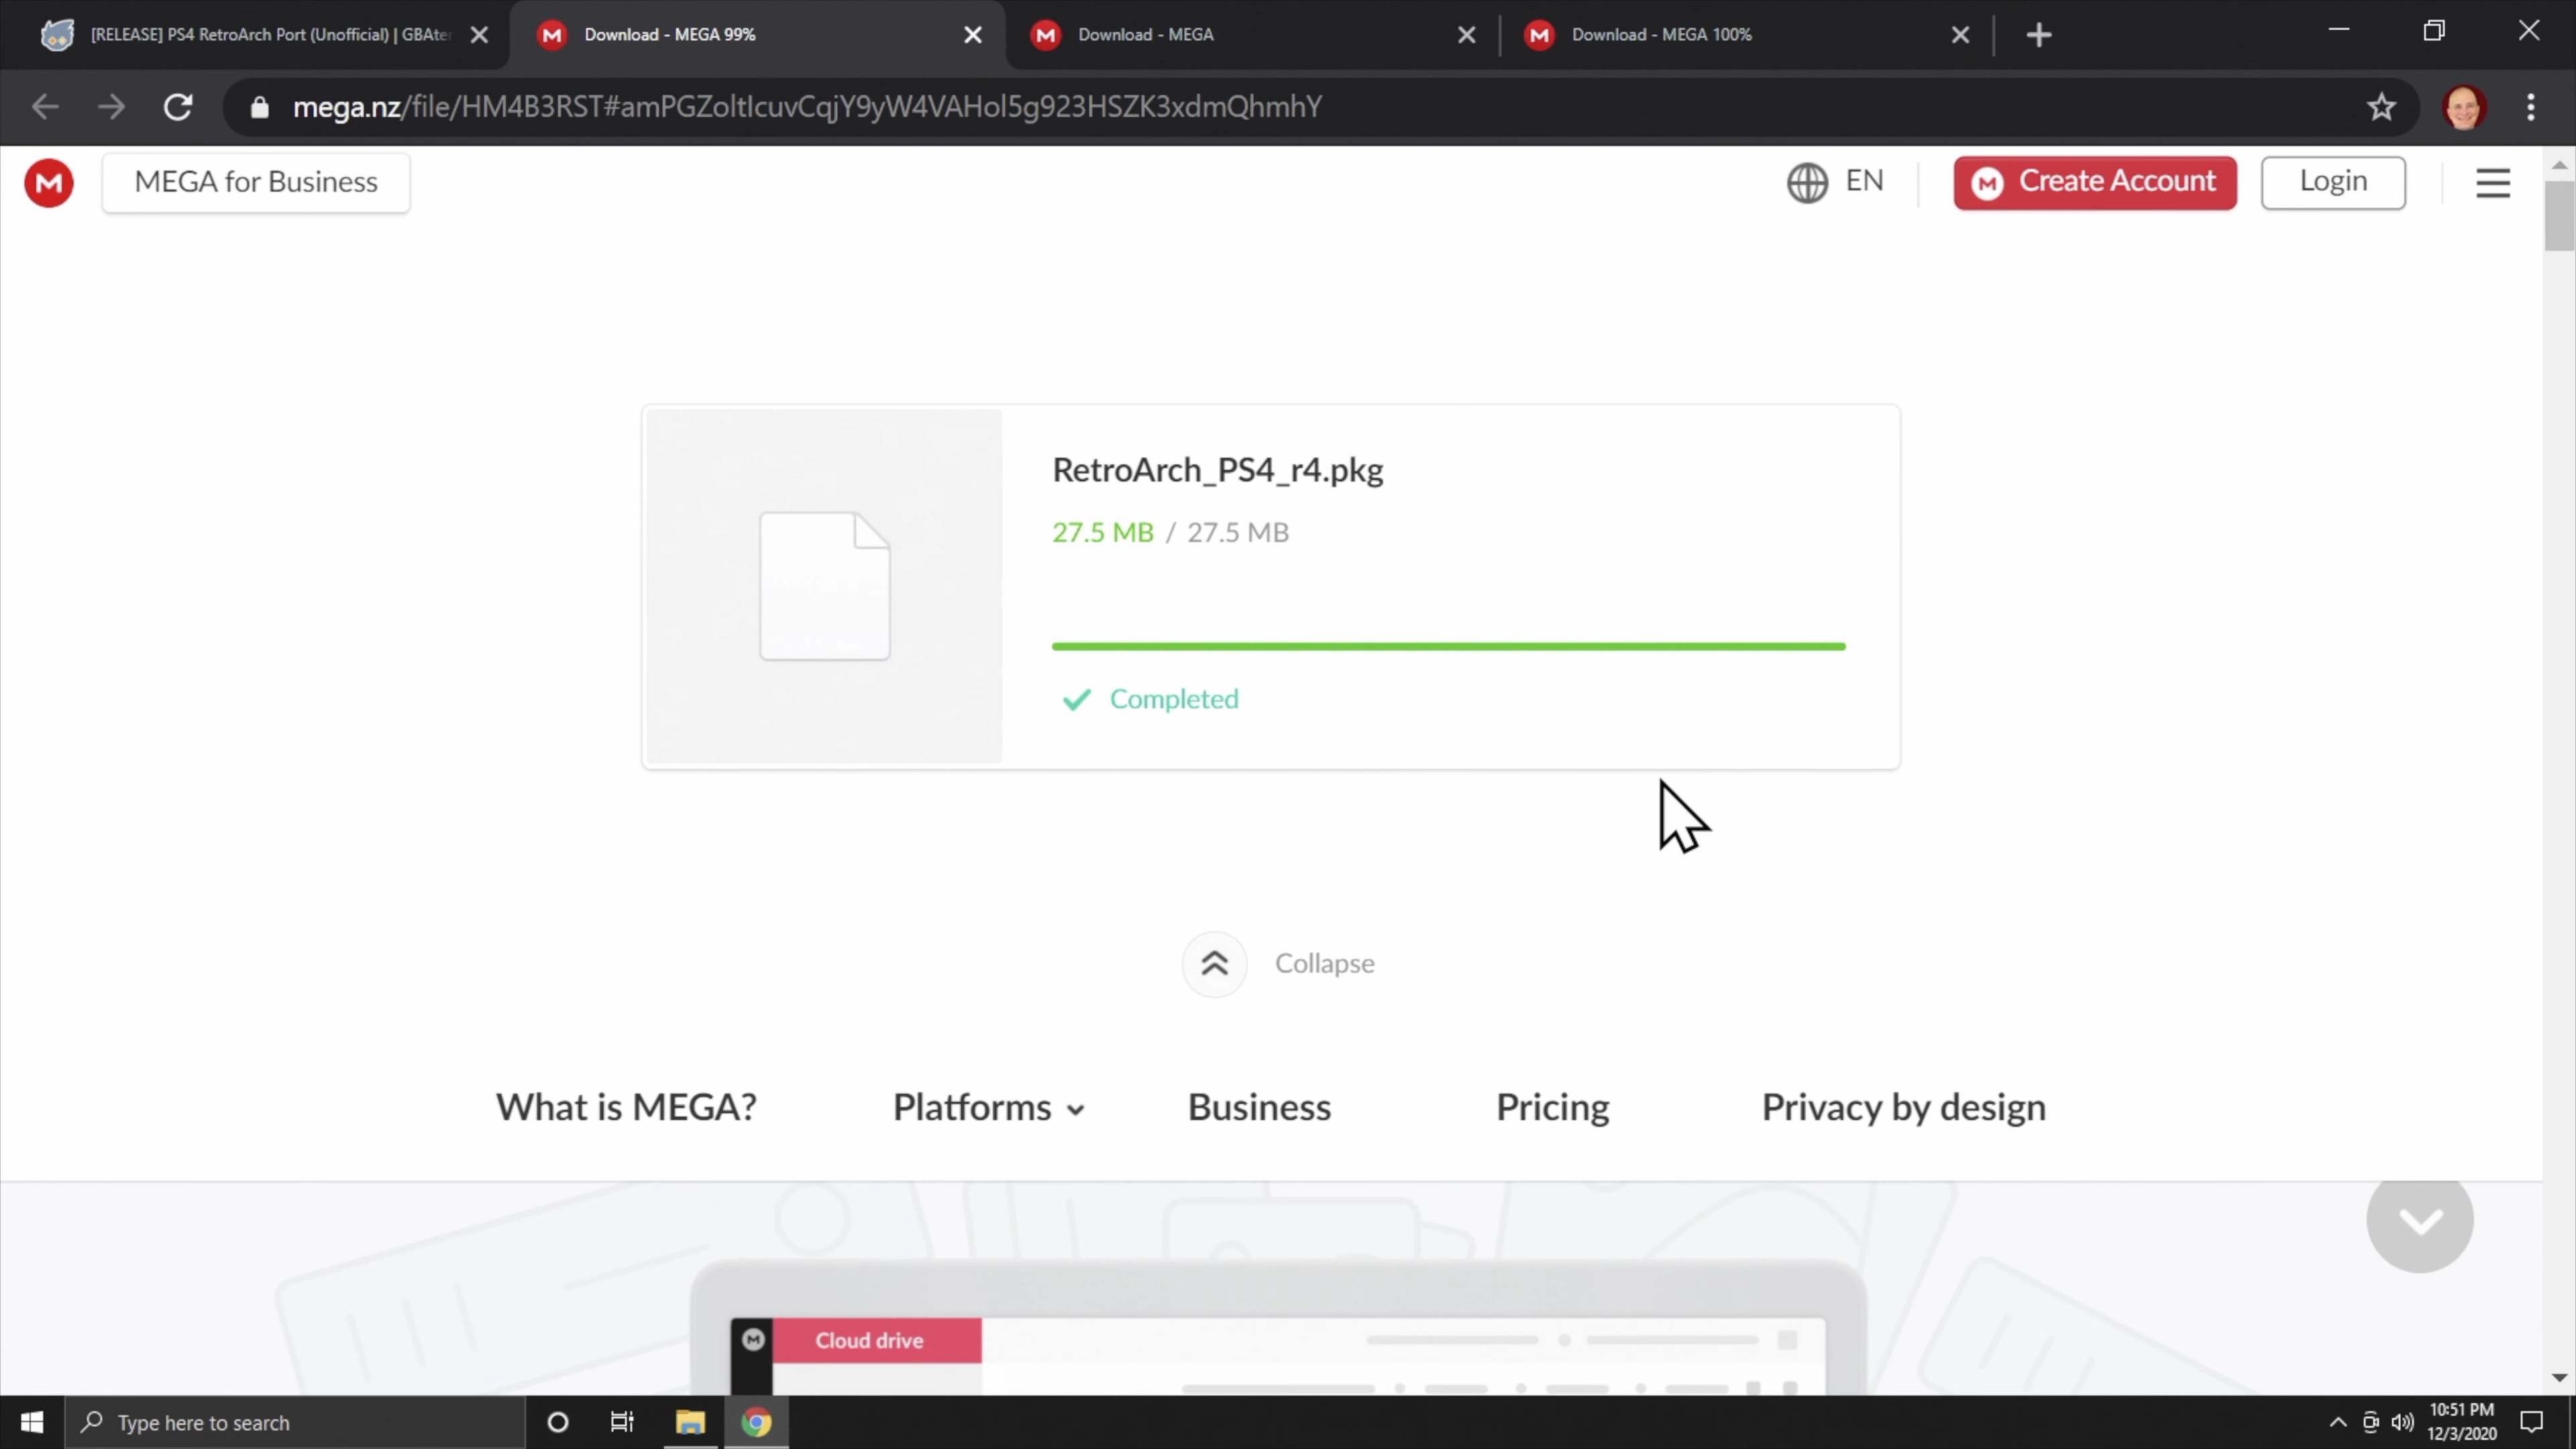 [RELEASE] PS4 RetroArch Port (Unofficial) | GBAte
Download - MEGA 99%
Download - MEGA
Download - MEGA 100%
mega.nz/file/HM4B3RST#amPGZoltIcuvCqjY9yW4VAHol5g923HSZK3xdmQhmhY
M
MEGA for Business
EN
M Create Account
Login
RetroArch_PS4_r4.pkg
27.5 MB / 27.5 MB
Completed
Collapse
What is MEGA?
Platforms
Business
Pricing
Privacy by design
M
Cloud drive
Type here to search
10:51 PM
12/3/2020